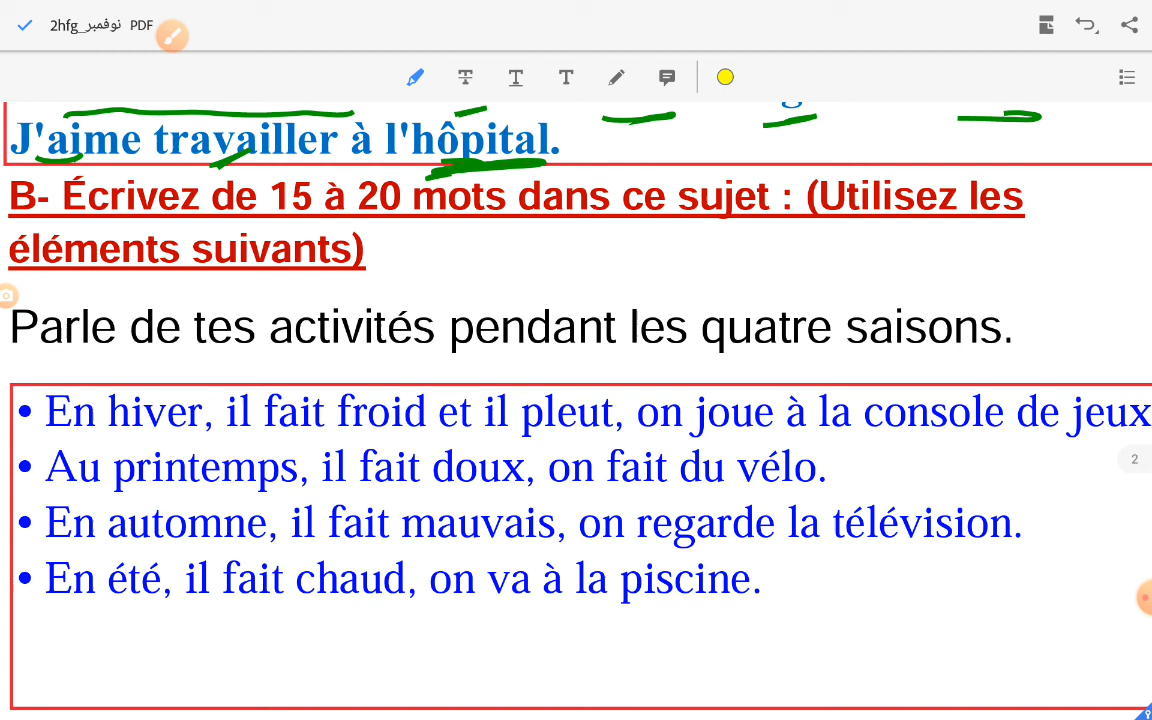 2hfg_نوفمبر PDF
J'aime travailler à l'hôpital.
B- Écrivez de 15 à 20 mots dans ce sujet : (Utilisez les
éléments suivants)
Parle de tes activités pendant les quatre saisons.
• En hiver, il fait froid et il pleut, on joue à la console de jeux
• Au printemps, il fait doux, on fait du vélo.
2
• En automne, il fait mauvais, on regarde la télévision.
• En été, il fait chaud, on va à la piscine.